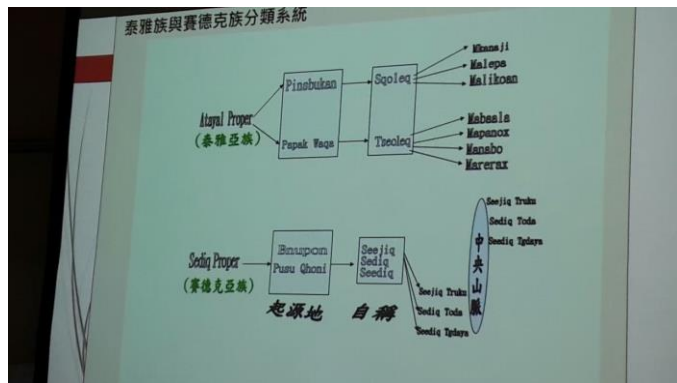 泰雅族與賽德克族分類系統
Atayal Proper
(泰雅亞族)
Pinsbukan
Papak Waqa
Sqoleq
Tseoleq
Mkanaji
Malepa
Malikoan
Mabaala
Mapanox
Manabo
Marerax
Sediq Proper
(賽德克亞族)
Bnupan
Pusu Qhoni
起源地
Seejiq
Sediq
Seediq
自稱
Seejiq Truku
Sediq Toda
Seediq Tgdaya
中央山脈
Seejiq Truku
Sediq Toda
Seediq Tgdaya